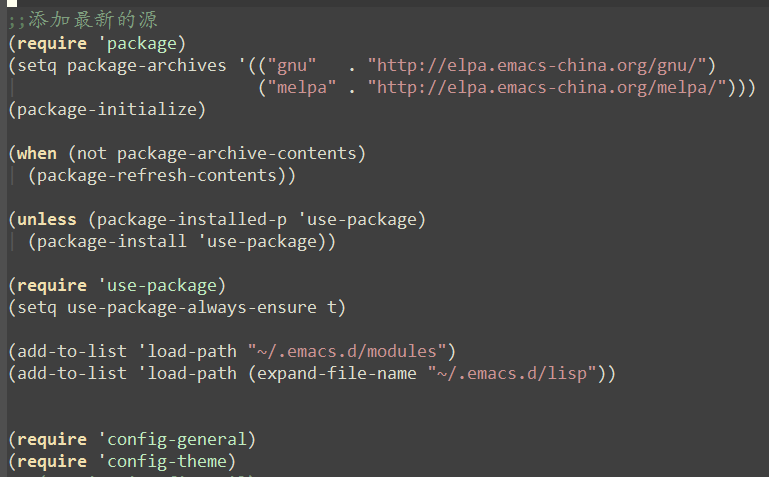 ;;添加最新的源
(require 'package)
(setq package-archives '(("gnu"   . "http://elpa.emacs-china.org/gnu/")
                         ("melpa" . "http://elpa.emacs-china.org/melpa/")))
(package-initialize)
(when (not package-archive-contents)
  (package-refresh-contents))
(unless (package-installed-p 'use-package)
  (package-install 'use-package))
(require 'use-package)
(setq use-package-always-ensure t)
(add-to-list 'load-path "~/.emacs.d/modules")
(add-to-list 'load-path (expand-file-name "~/.emacs.d/lisp"))
(require 'config-general)
(require 'config-theme)